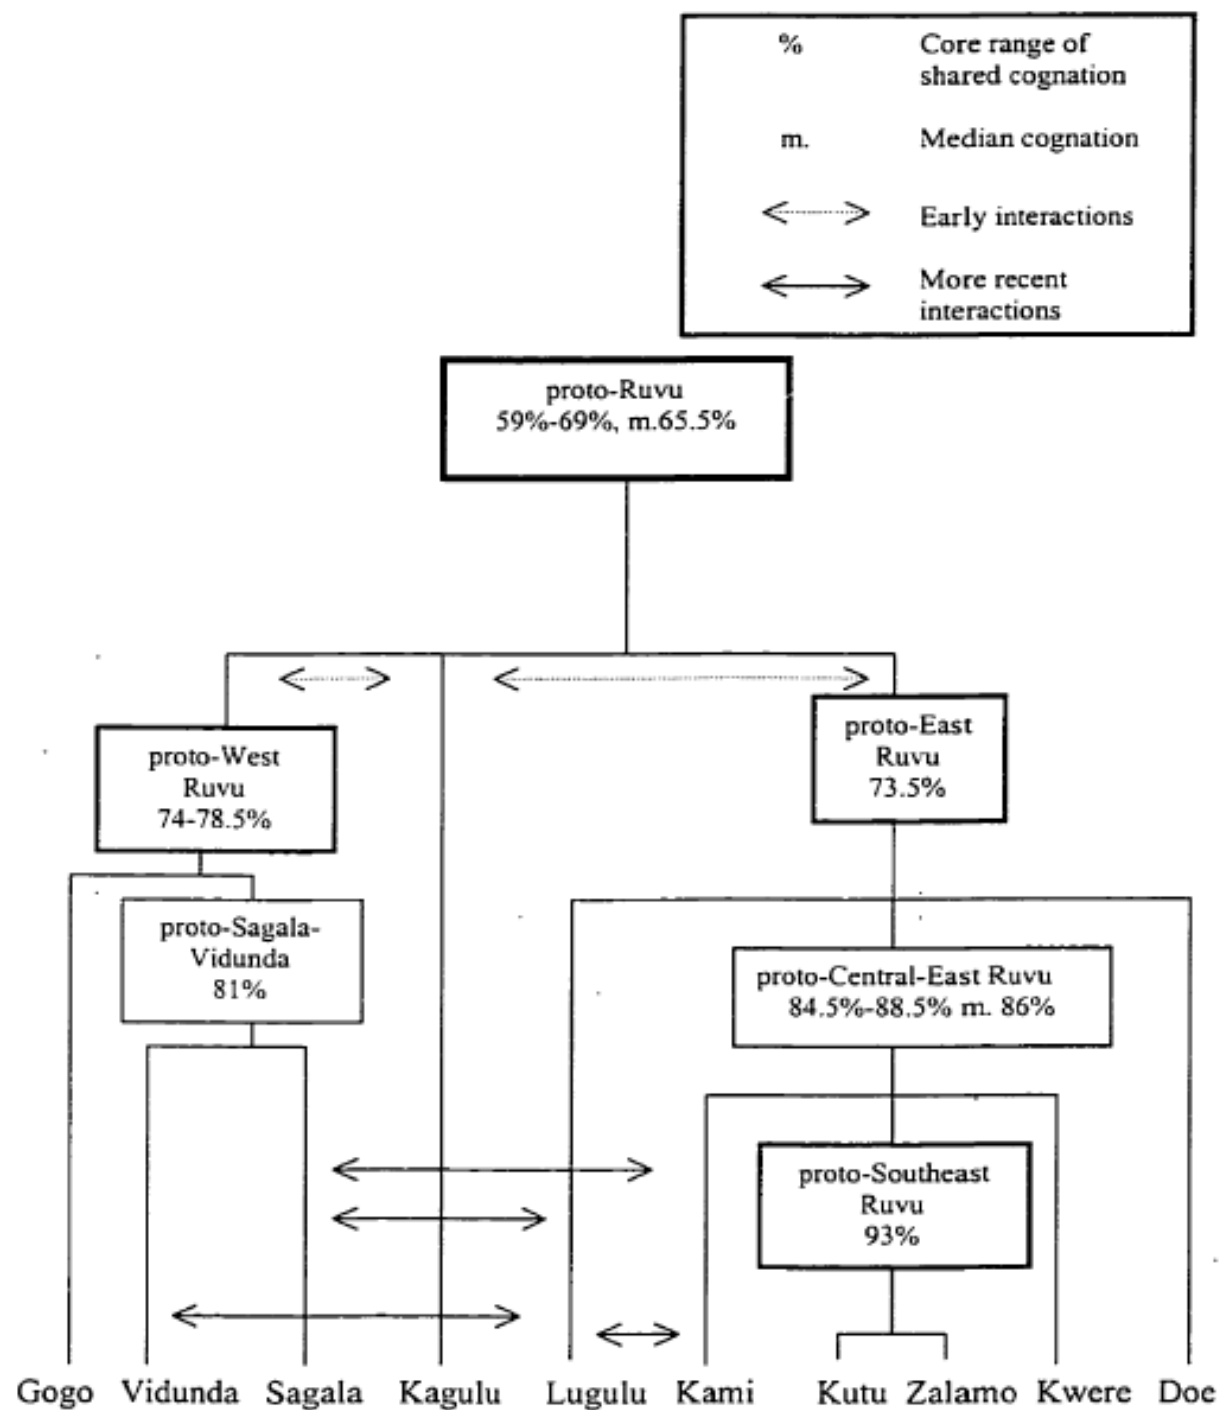 % Core range of
shared cognation
m. Median cognation
Early interactions
More recent
interactions
proto-Ruvu
59%-69%, m.65.5%
proto-West
Ruvu
74-78.5%
proto-East
Ruvu
73.5%
proto-Sagala-
Vidunda
81%
proto-Central-East Ruvu
84.5%-88.5% m. 86%
proto-Southeast
Ruvu
93%
Gogo Vidunda Sagala Kagulu Lugulu Kami Kutu Zalamo Kwere Doe